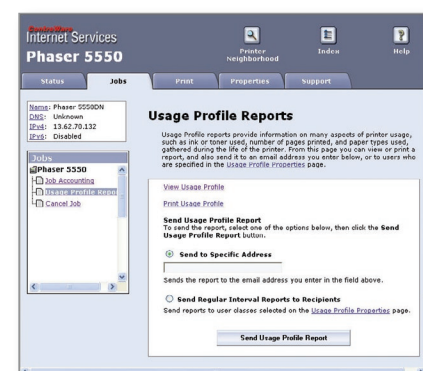 CentreWare
Internet Services
Phaser 5550
Printer
Neighborhood
Index
Help
Status
Jobs
Print
Properties
Support
Name: Phaser 5550DN
DNS: Unknown
IPv4: 13.62.70.132
IPv6: Disabled
Jobs
Phaser 5550
Job Accounting
Usage Profile Repor
Cancel Job
Usage Profile Reports
Usage Profile reports provide information on many aspects of printer usage,
such as ink or toner used, number of pages printed, and paper types used,
gathered during the life of the printer. From this page you can view or print a
report, and also send it to an email address you enter below, or to users who
are specified in the Usage Profile Properties page.
View Usage Profile
Print Usage Profile
Send Usage Profile Report
To send the report, select one of the options below, then click the Send
Usage Profile Report button.
Send to Specific Address
Sends the report to the email address you enter in the field above.
Send Regular Interval Reports to Recipients
Send reports to user classes selected on the Usage Profile Properties page.
Send Usage Profile Report